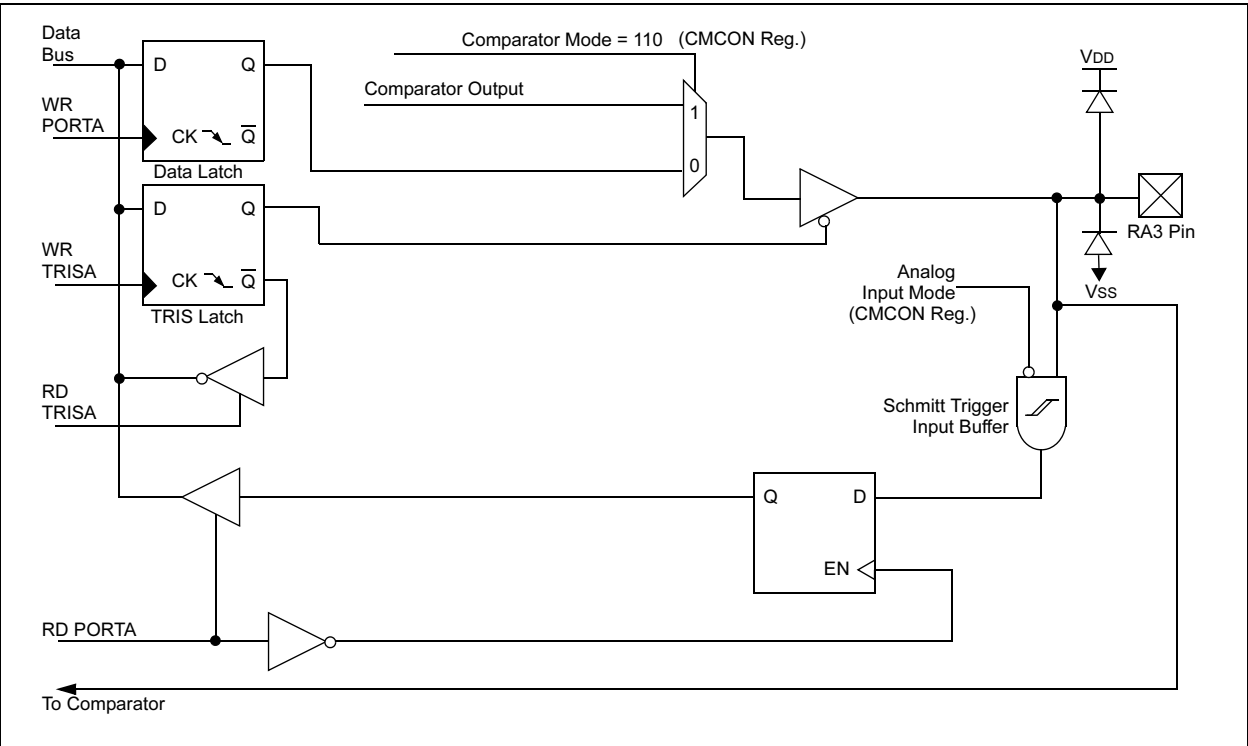 Data
Bus
D
Q
WR
PORTA
CK
Q
Data Latch
Comparator Mode = 110 (CMCON Reg.)
Comparator Output
1
0
VDD
RA3 Pin
VSS
D
Q
WR
TRISA
CK
Q
TRIS Latch
Analog
Input Mode
(CMCON Reg.)
RD
TRISA
Schmitt Trigger
Input Buffer
Q
D
EN
RD PORTA
To Comparator